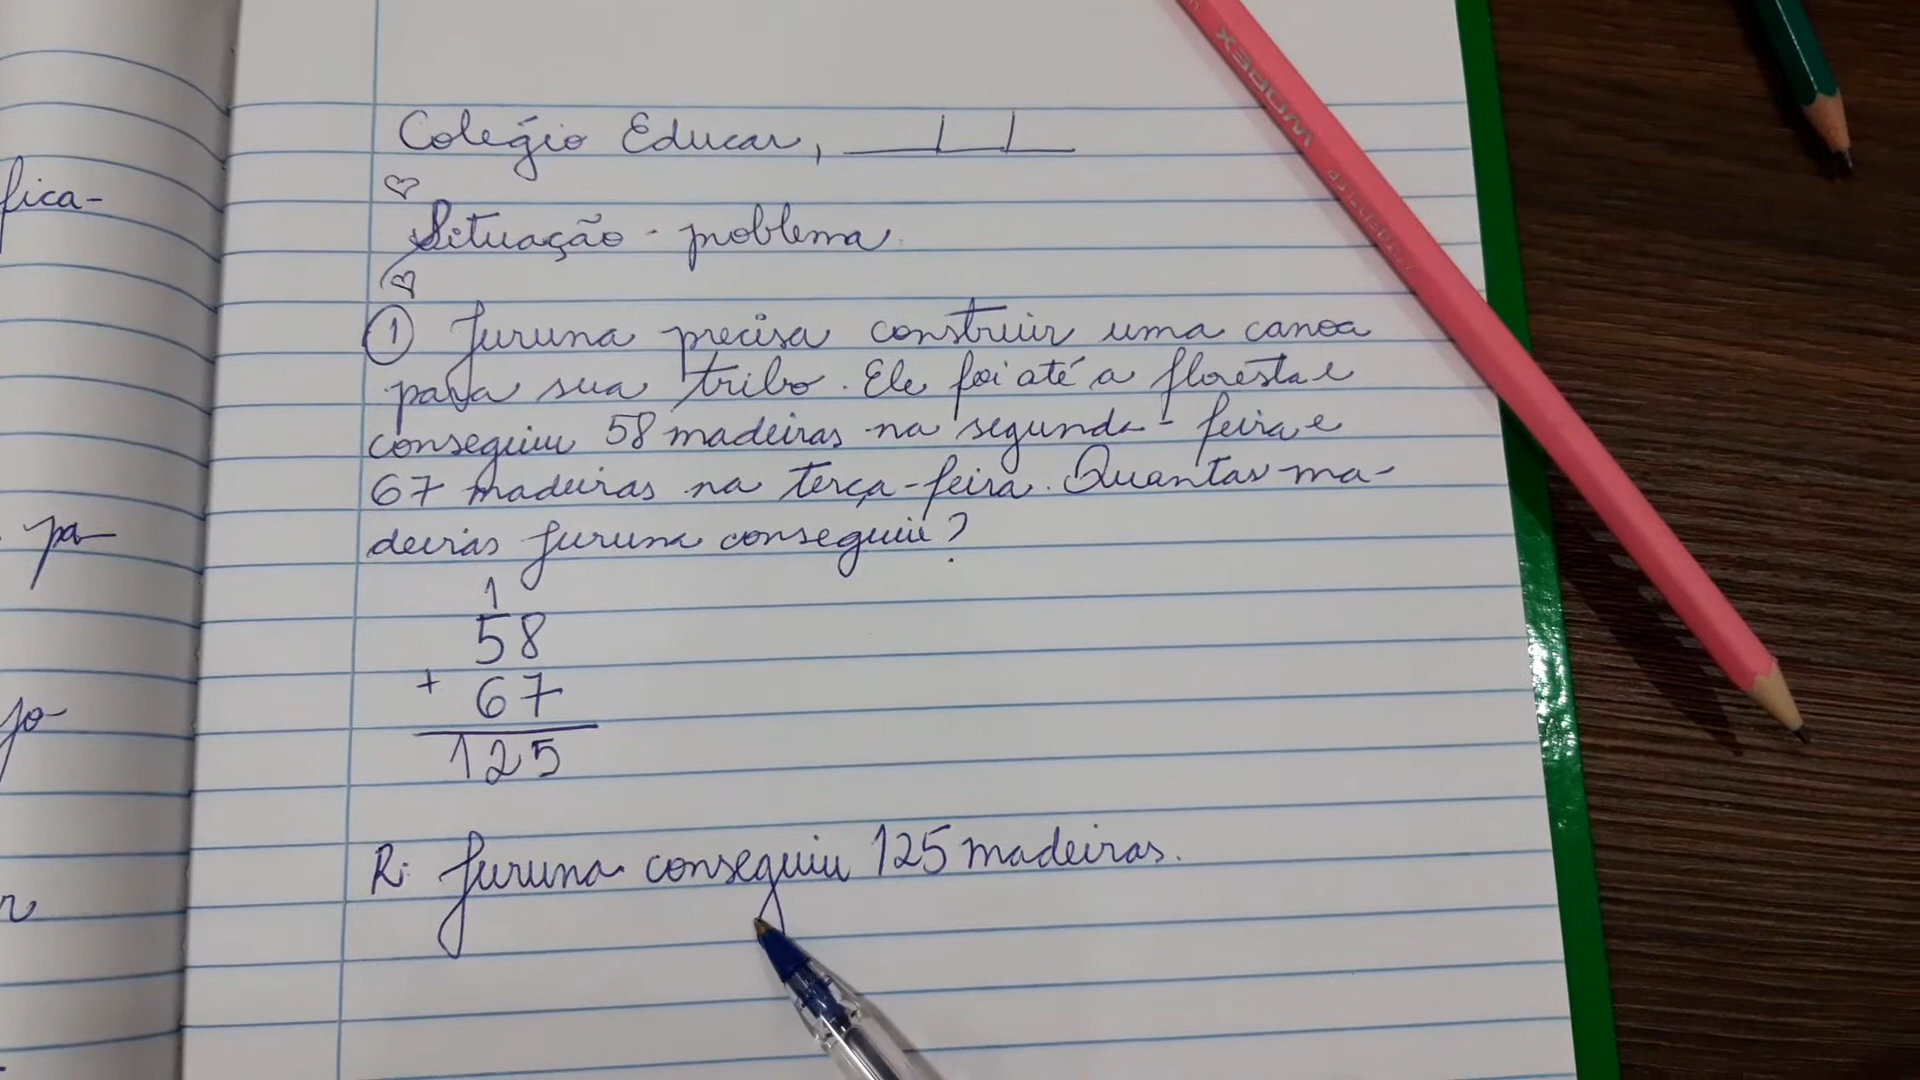 Colégio Educar, __/__/__
Situação-problema.
① Juruna precisa construir uma canoa
para sua tribo. Ele foi até a floresta e
conseguiu 58 madeiras na segunda-feira e
67 madeiras na terça-feira. Quantas ma-
deiras Juruna conseguiu?
1
58
+ 67
125
R: Juruna conseguiu 125 madeiras.
fica-
pa-
jo-
r
WOPEX